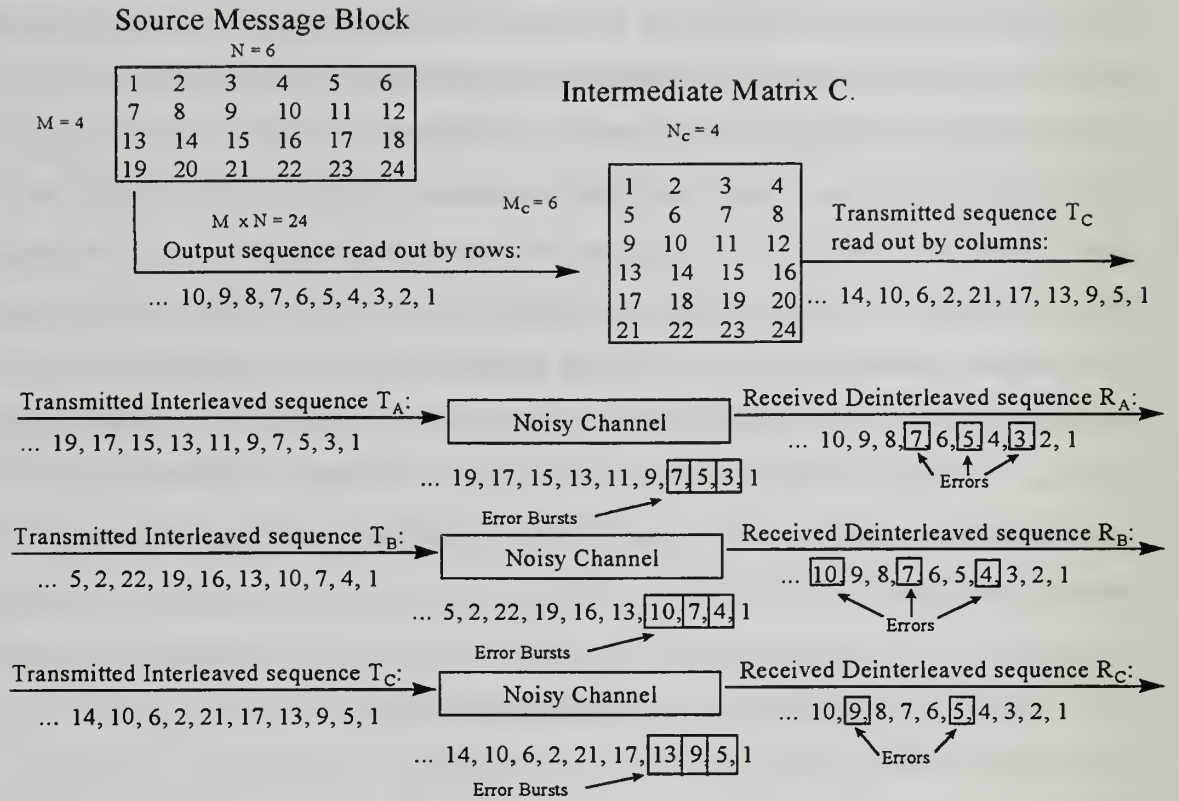 Source Message Block
N = 6
1 2 3 4 5 6
7 8 9 10 11 12
13 14 15 16 17 18
19 20 21 22 23 24
M = 4
M x N = 24
Output sequence read out by rows:
... 10, 9, 8, 7, 6, 5, 4, 3, 2, 1
Intermediate Matrix C.
N_C = 4
M_C = 6
1 2 3 4
5 6 7 8
9 10 11 12
13 14 15 16
17 18 19 20
21 22 23 24
Transmitted sequence T_C
read out by columns:
... 14, 10, 6, 2, 21, 17, 13, 9, 5, 1
Transmitted Interleaved sequence T_A:
... 19, 17, 15, 13, 11, 9, 7, 5, 3, 1
Noisy Channel
... 19, 17, 15, 13, 11, 9, 7, 5, 3, 1
Error Bursts
Received Deinterleaved sequence R_A:
... 10, 9, 8, 7, 6, 5, 4, 3, 2, 1
Errors
Transmitted Interleaved sequence T_B:
... 5, 2, 22, 19, 16, 13, 10, 7, 4, 1
Noisy Channel
... 5, 2, 22, 19, 16, 13, 10, 7, 4, 1
Error Bursts
Received Deinterleaved sequence R_B:
... 10, 9, 8, 7, 6, 5, 4, 3, 2, 1
Errors
Transmitted Interleaved sequence T_C:
... 14, 10, 6, 2, 21, 17, 13, 9, 5, 1
Noisy Channel
... 14, 10, 6, 2, 21, 17, 13 9 5, 1
Error Bursts
Received Deinterleaved sequence R_C:
... 10, 9, 8, 7, 6, 5, 4, 3, 2, 1
Errors